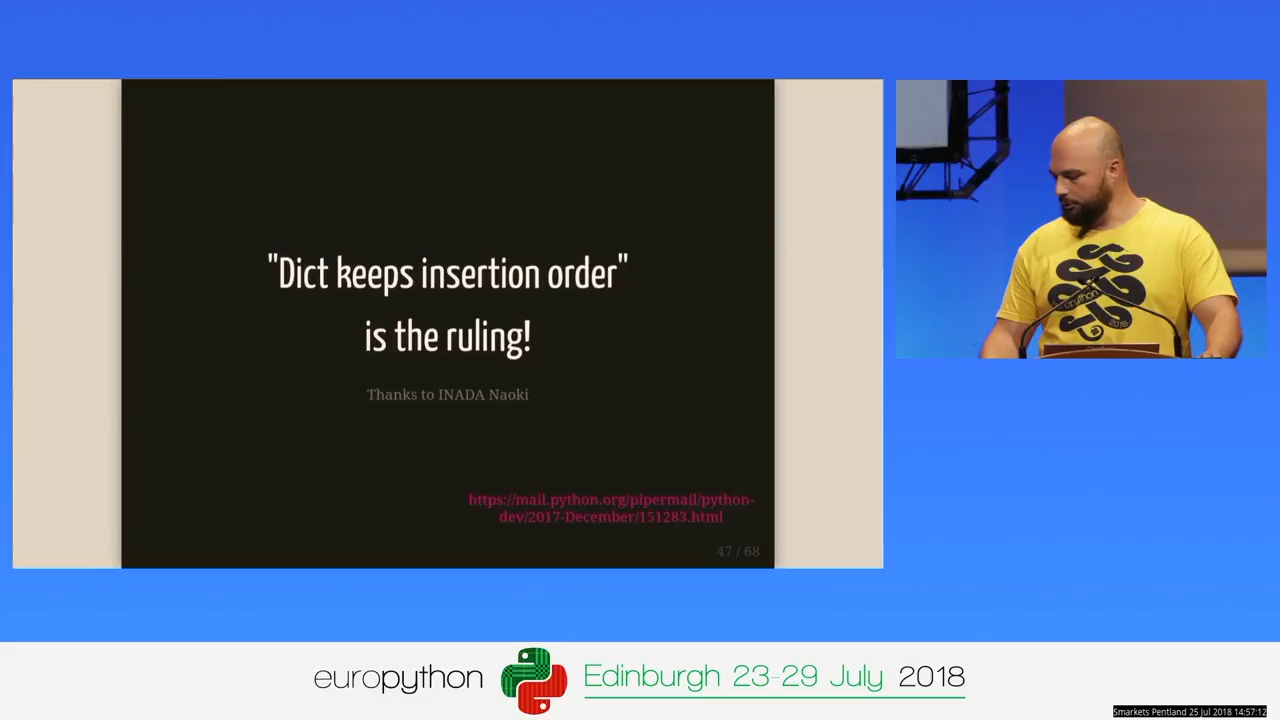 "Dict keeps insertion order"
is the ruling!
Thanks to INADA Naoki
https://mail.python.org/pipermail/python-
dev/2017-December/151283.html
47 / 68
europython
2018
europython
Edinburgh 23-29 July 2018
Smarkets Pentland 25 Jul 2018 14:57:12